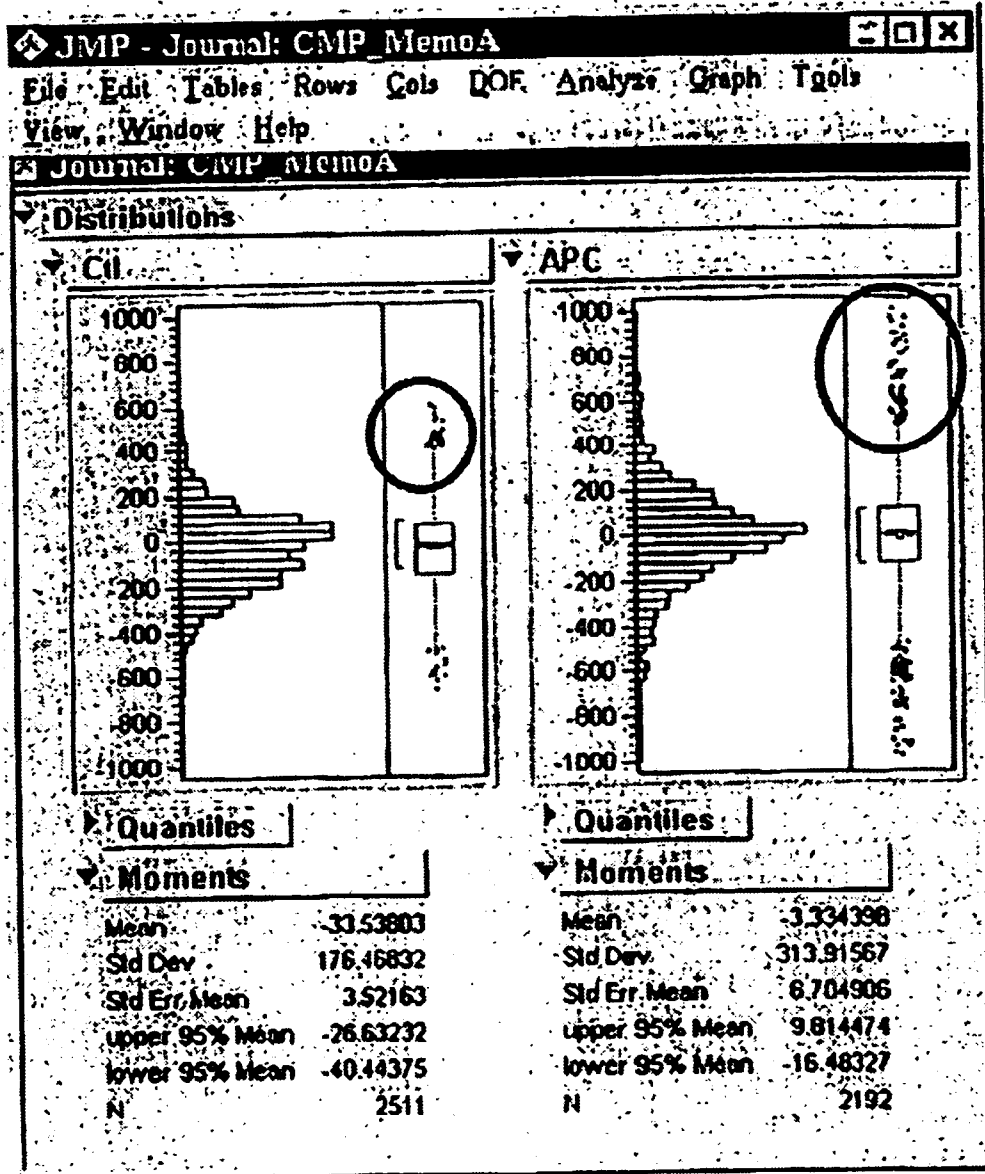 JMP - Journal: CMP_MemoA
File Edit Tables Rows Cols DOE Analyze Graph Tools
View Window Help
Journal: CMP_MemoA
Distributions
Ctl
1000
800
600
400
200
0
-200
-400
-600
-800
-1000
Quantiles
Moments
Mean -33.53803
Std Dev 176.46832
Std Err Mean 3.52163
upper 95% Mean -26.63232
lower 95% Mean -40.44375
N 2511
APC
1000
800
600
400
200
0
-200
-400
-600
-800
-1000
Quantiles
Moments
Mean -3.334398
Std Dev 313.91567
Std Err Mean 6.704906
upper 95% Mean 9.814474
lower 95% Mean -16.48327
N 2192